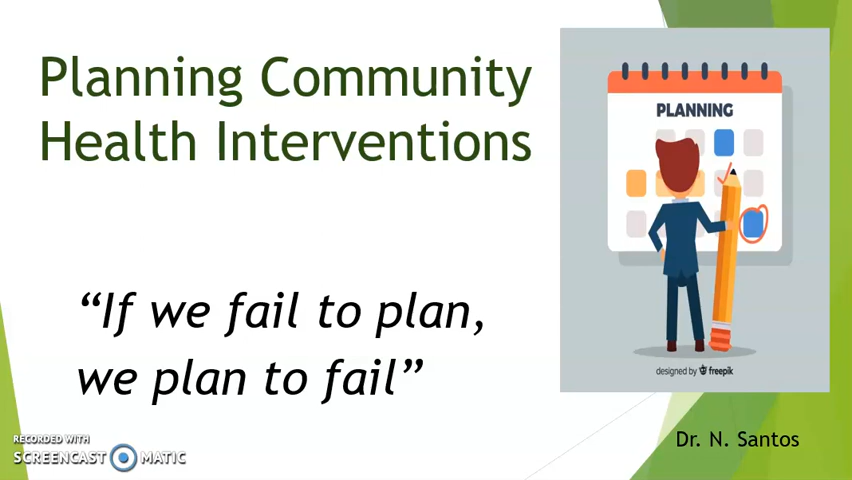 Planning Community
Health Interventions
PLANNING
“If we fail to plan,
we plan to fail”
designed by freepik
Dr. N. Santos
RECORDED WITH
SCREENCAST MATIC